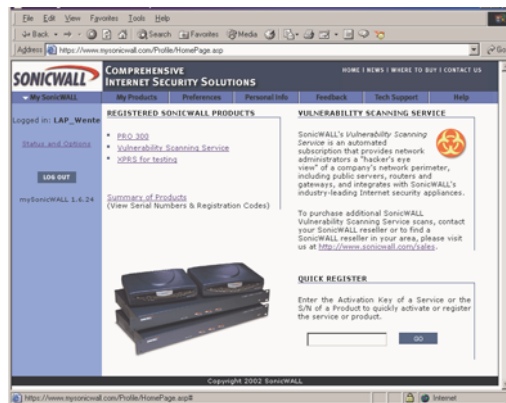 File Edit View Favorites Tools Help
Back Search Favorites Media
Address https://www.mysonicwall.com/Profile/HomePage.asp Go
SONICWALL
COMPREHENSIVE
INTERNET SECURITY SOLUTIONS
HOME | NEWS | WHERE TO BUY | CONTACT US
My SonicWALL My Products Preferences Personal Info Feedback Tech Support Help
Logged in: LAP_Wente
Status and Options
LOG OUT
mySonicWALL 1.6.24
REGISTERED SONICWALL PRODUCTS
PRO 300
Vulnerability Scanning Service
XPRS for testing
Summary of Products
(View Serial Numbers & Registration Codes)
VULNERABILITY SCANNING SERVICE
SonicWALL's Vulnerability Scanning
Service is an automated
subscription that provides network
administrators a "hacker's eye
view" of a company's network perimeter,
including public servers, routers and
gateways, and integrates with SonicWALL's
industry-leading Internet security appliances.
To purchase additional SonicWALL
Vulnerability Scanning Service scans, contact
your SonicWALL reseller or to find a
SonicWALL reseller in your area, please visit
us at http://www.sonicwall.com/sales.
QUICK REGISTER
Enter the Activation Key of a Service or the
S/N of a Product to quickly activate or register
the service or product.
GO
Copyright 2002 SonicWALL
https://www.mysonicwall.com/Profile/HomePage.asp# Internet